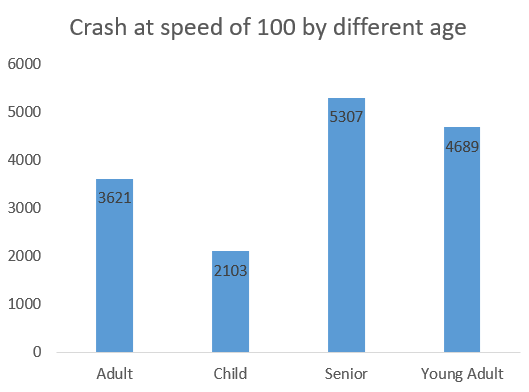 Crash at speed of 100 by different age
6000
5000
4000
3000
2000
1000
0
3621
2103
5307
4689
Adult
Child
Senior
Young Adult